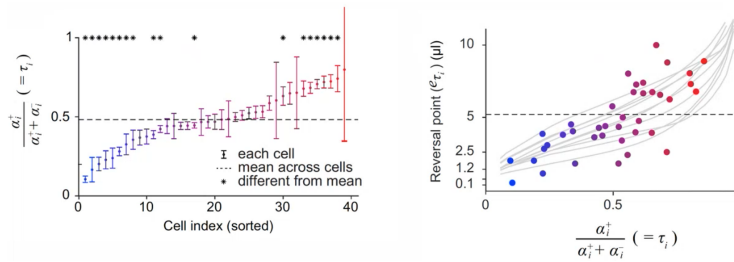 1
0.5
0
α_i^+ / (α_i^+ + α_i^-) ( = τ_i )
each cell
mean across cells
different from mean
0 10 20 30 40
Cell index (sorted)
10
5
2.5
1.2
0.1
Reversal point (e_{τ_i}) (µl)
0 0.5
α_i^+ / (α_i^+ + α_i^-) ( = τ_i )